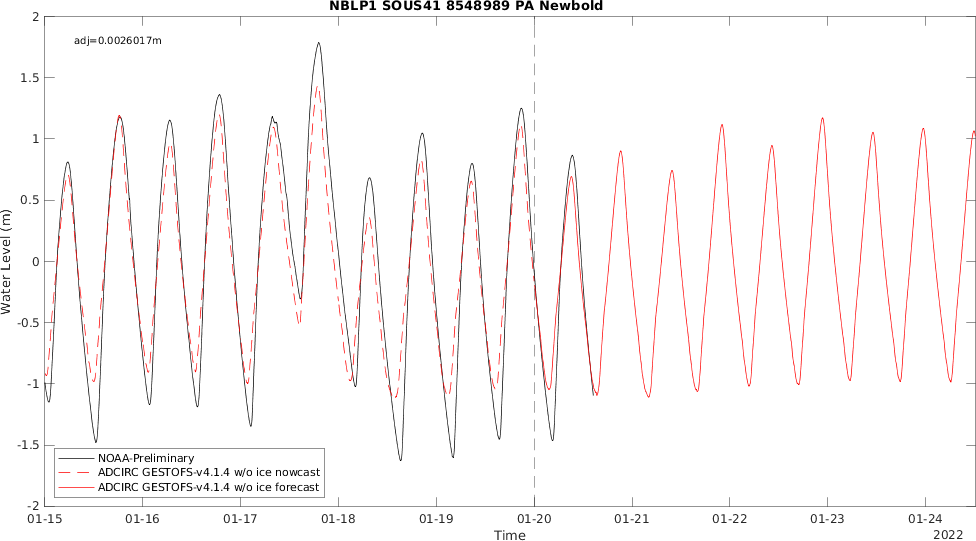 NBLP1 SOUS41 8548989 PA Newbold
adj=0.0026017m
2
1.5
1
0.5
0
-0.5
-1
-1.5
-2
Water Level (m)
NOAA-Preliminary
ADCIRC GESTOFS-v4.1.4 w/o ice nowcast
ADCIRC GESTOFS-v4.1.4 w/o ice forecast
01-15 01-16 01-17 01-18 01-19 01-20 01-21 01-22 01-23 01-24
Time
2022